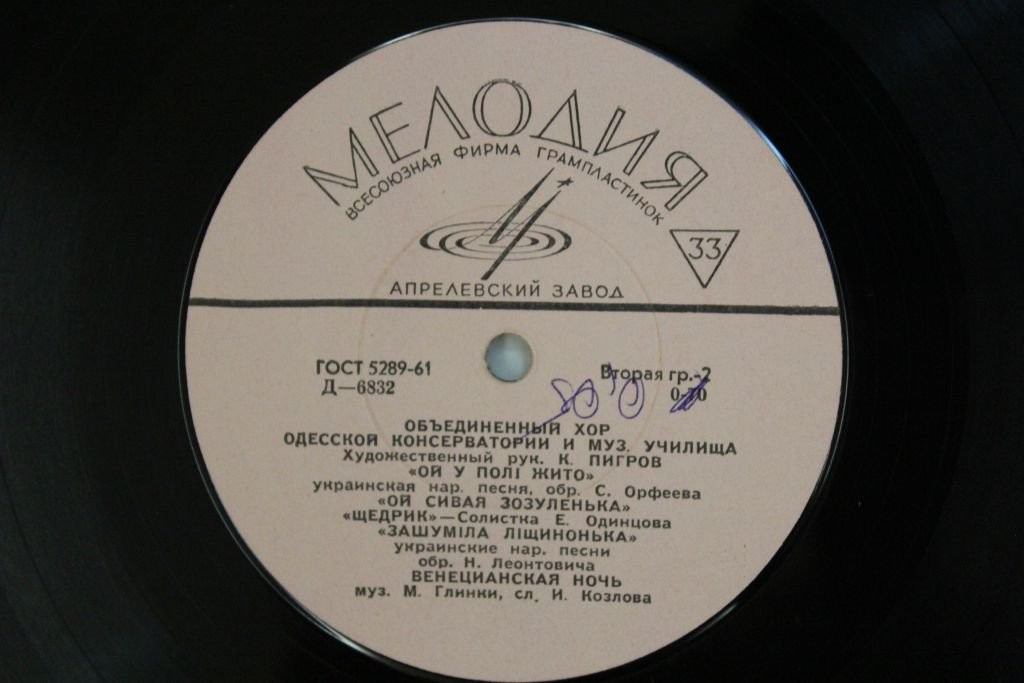 МЕЛОДИЯ
ВСЕСОЮЗНАЯ ФИРМА ГРАМПЛАСТИНОК
33
АПРЕЛЕВСКИЙ ЗАВОД
ГОСТ 5289-61
Вторая гр.-2
Д—6832
0-70
ОБЪЕДИНЕННЫЙ ХОР
ОДЕССКОЙ КОНСЕРВАТОРИИ И МУЗ. УЧИЛИЩА
Художественный рук. К. ПИГРОВ
«ОЙ У ПОЛІ ЖИТО»
украинская нар. песня, обр. С. Орфеева
«ОЙ СИВАЯ ЗОЗУЛЕНЬКА»
«ЩЕДРИК»—Солистка Е. Одинцова
«ЗАШУМІЛА ЛІЩИНОНЬКА»
украинские нар. песни
обр. Н. Леонтовича
ВЕНЕЦИАНСКАЯ НОЧЬ
муз. М. Глинки, сл. И. Козлова